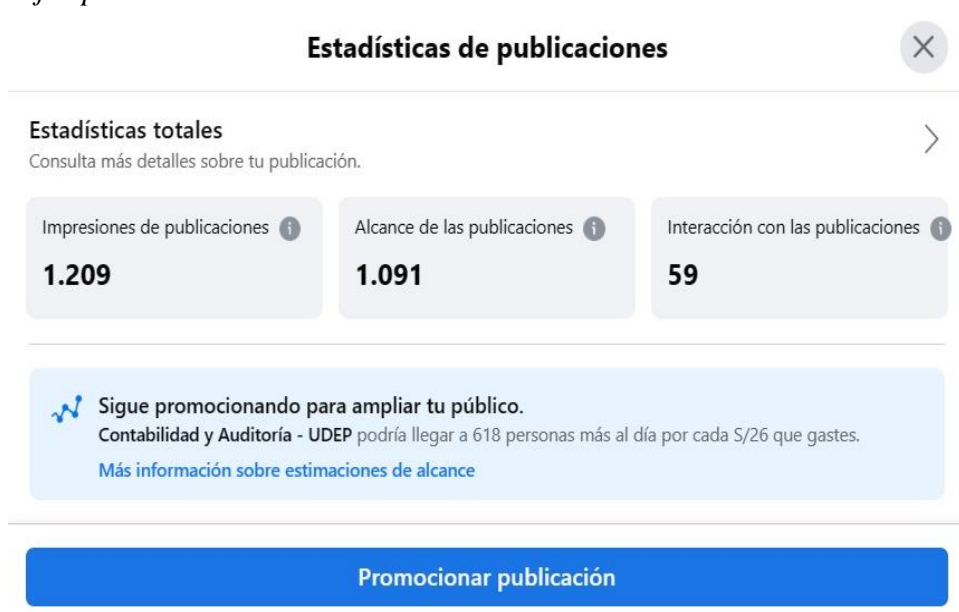 Estadísticas de publicaciones
Estadísticas totales
Consulta más detalles sobre tu publicación.
Impresiones de publicaciones
1.209
Alcance de las publicaciones
1.091
Interacción con las publicaciones
59
Sigue promocionando para ampliar tu público.
Contabilidad y Auditoría - UDEP podría llegar a 618 personas más al día por cada S/26 que gastes.
Más información sobre estimaciones de alcance
Promocionar publicación